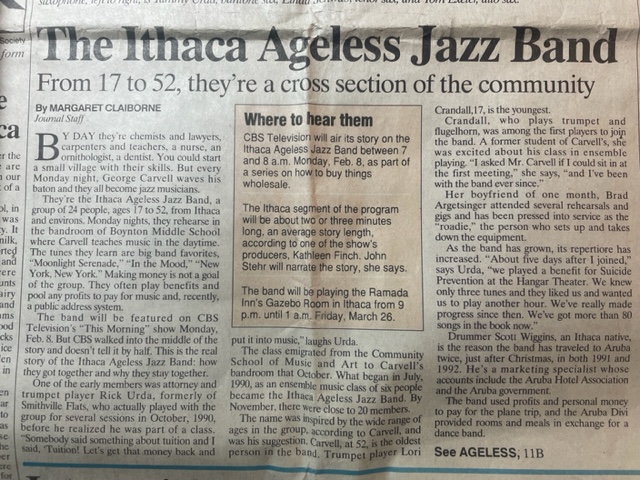 saxophone, left to right, is Tammy Urda, baritone sax,
Society
form
The Ithaca Ageless Jazz Band
From 17 to 52, they're a cross section of the community
By MARGARET CLAIBORNE
Journal Staff
BY DAY they're chemists and lawyers,
carpenters and teachers, a nurse, an
ornithologist, a dentist. You could start
a small village with their skills. But every
Monday night, George Carvell waves his
baton and they all become jazz musicians.
They're the Ithaca Ageless Jazz Band, a
group of 24 people, ages 17 to 52, from Ithaca
and environs. Monday nights, they rehearse in
the bandroom of Boynton Middle School
where Carvell teaches music in the daytime.
The tunes they learn are big band favorites,
"Moonlight Serenade," "In the Mood," "New
York, New York." Making money is not a goal
of the group. They often play benefits and
pool any profits to pay for music and, recently,
a public address system.
The band will be featured on CBS
Television's "This Morning" show Monday,
Feb. 8. But CBS walked into the middle of the
story and doesn't tell it by half. This is the real
story of the Ithaca Ageless Jazz Band: how
they got together and why they stay together.
One of the early members was attorney and
trumpet player Rick Urda, formerly of
Smithville Flats, who actually played with the
group for several sessions in October, 1990,
before he realized he was part of a class.
"Somebody said something about tuition and I
said, 'Tuition! Let's get that money back and
Where to hear them
CBS Television will air its story on the
Ithaca Ageless Jazz Band between 7
and 8 a.m. Monday, Feb. 8, as part of
a series on how to buy things
wholesale.
The Ithaca segment of the program
will be about two or three minutes
long, an average story length,
according to one of the show's
producers, Kathleen Finch. John
Stehr will narrate the story, she says.
The band will be playing the Ramada
Inn's Gazebo Room in Ithaca from 9
p.m. until 1 a.m. Friday, March 26.
put it into music," laughs Urda.
The class emigrated from the Community
School of Music and Art to Carvell's
bandroom that October. What began in July,
1990, as an ensemble music class of six people
became the Ithaca Ageless Jazz Band. By
November, there were close to 20 members.
The name was inspired by the wide range of
ages in the group, according to Carvell, and
was his suggestion. Carvell, at 52, is the oldest
person in the band. Trumpet player Lori
Crandall, 17, is the youngest.
Crandall, who plays trumpet and
flugelhorn, was among the first players to join
the band. A former student of Carvell's, she
was excited about his class in ensemble
playing. "I asked Mr. Carvell if I could sit in at
the first meeting," she says, "and I've been
with the band ever since."
Her boyfriend of one month, Brad
Argetsinger attended several rehearsals and
gigs and has been pressed into service as the
"roadie," the person who sets up and takes
down the equipment.
As the band has grown, its repertoire has
increased. "About five days after I joined,"
says Urda, "we played a benefit for Suicide
Prevention at the Hangar Theater. We knew
only three tunes and they liked us and wanted
us to play another hour. We've really made
progress since then. We've got more than 80
songs in the book now."
Drummer Scott Wiggins, an Ithaca native,
is the reason the band has traveled to Aruba
twice, just after Christmas, in both 1991 and
1992. He's a marketing specialist whose
accounts include the Aruba Hotel Association
and the Aruba government.
The band used profits and personal money
to pay for the plane trip, and the Aruba Divi
provided rooms and meals in exchange for a
dance band.
See AGELESS, 11B